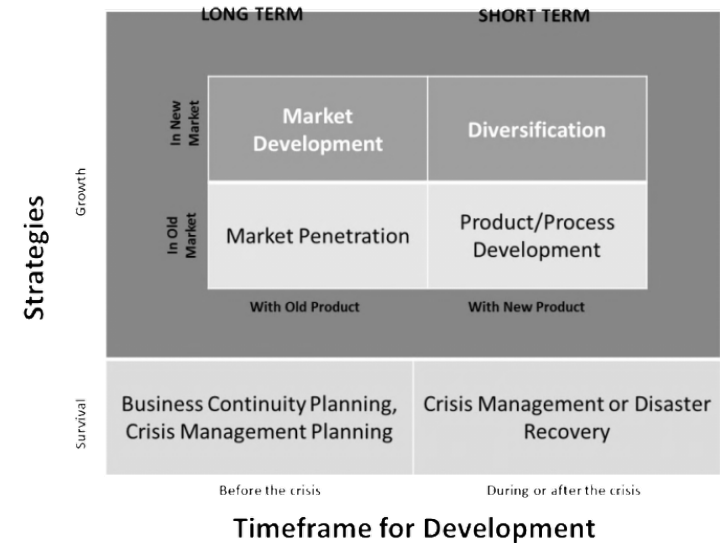 LONG TERM
SHORT TERM
In New
Market
Market
Development
Diversification
Growth
Strategies
In Old
Market
Market Penetration
Product/Process
Development
With Old Product
With New Product
Survival
Business Continuity Planning,
Crisis Management Planning
Crisis Management or Disaster
Recovery
Before the crisis
During or after the crisis
Timeframe for Development